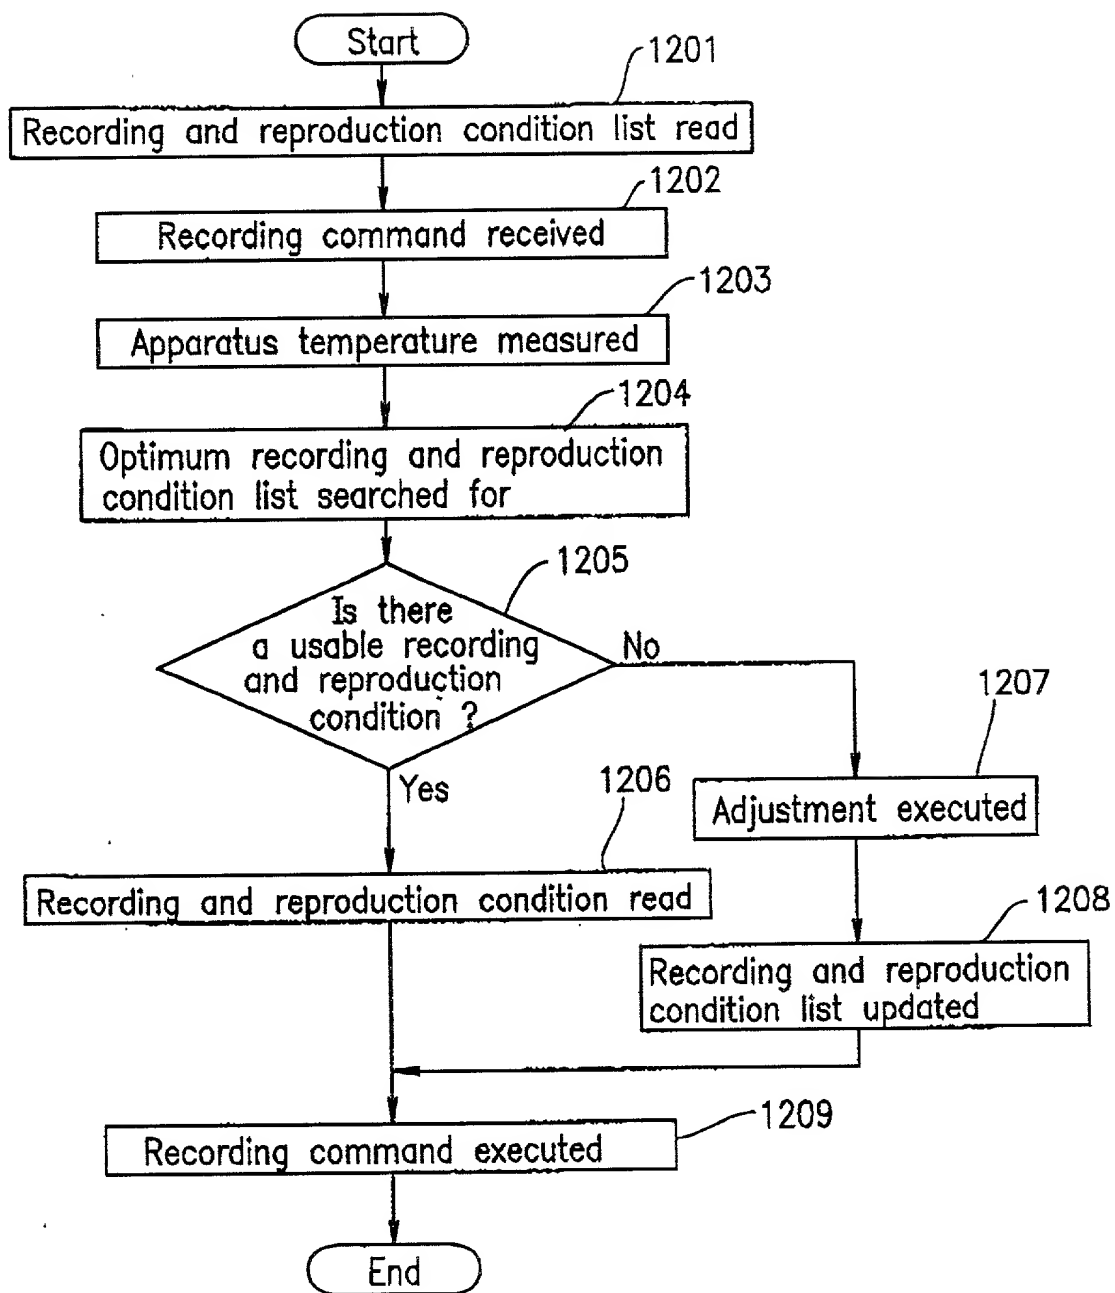 Start
1201
Recording and reproduction condition list read
1202
Recording command received
1203
Apparatus temperature measured
1204
Optimum recording and reproduction
condition list searched for
1205
Is there
a usable recording
and reproduction
condition ?
No
Yes
1207
Adjustment executed
1206
Recording and reproduction condition read
1208
Recording and reproduction
condition list updated
1209
Recording command executed
End